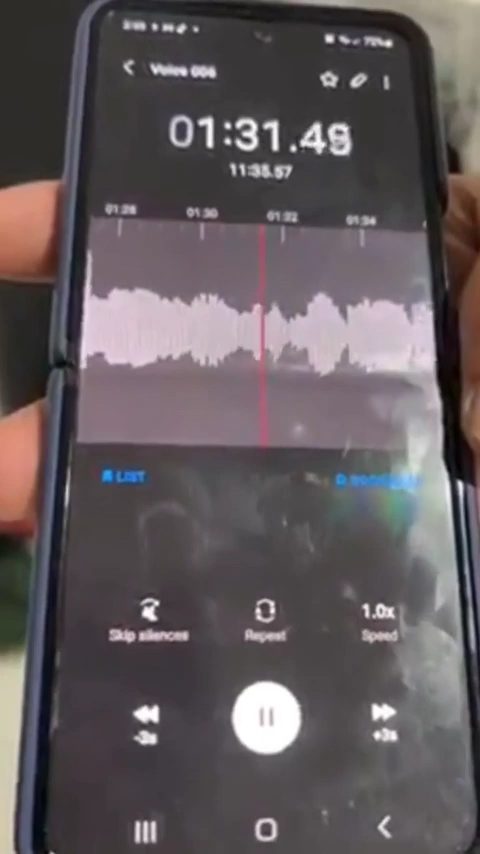 Voice 006
01:31.49
11:35.57
01:28 01:30 01:32 01:34
LIST
Skip silences Repeat 1.0x Speed
-3s +3s